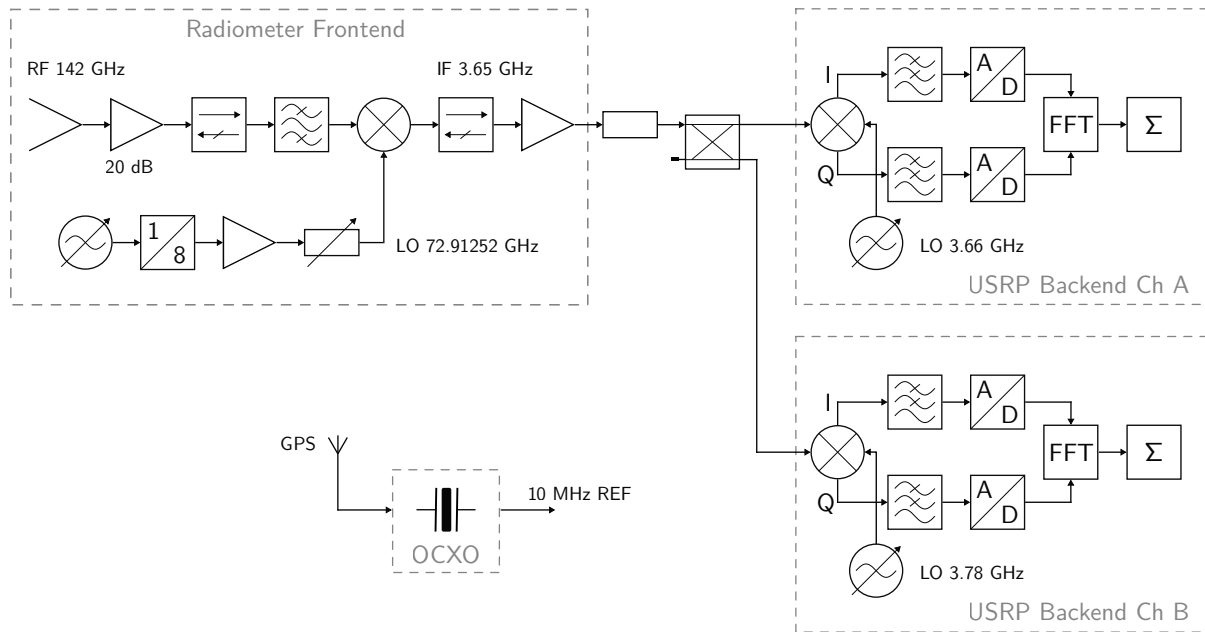 Radiometer Frontend
RF 142 GHz
IF 3.65 GHz
20 dB
1
8
LO 72.91252 GHz
I
A
D
FFT
Σ
Q
A
D
LO 3.66 GHz
USRP Backend Ch A
I
A
D
FFT
Σ
Q
A
D
LO 3.78 GHz
USRP Backend Ch B
GPS
10 MHz REF
OCXO